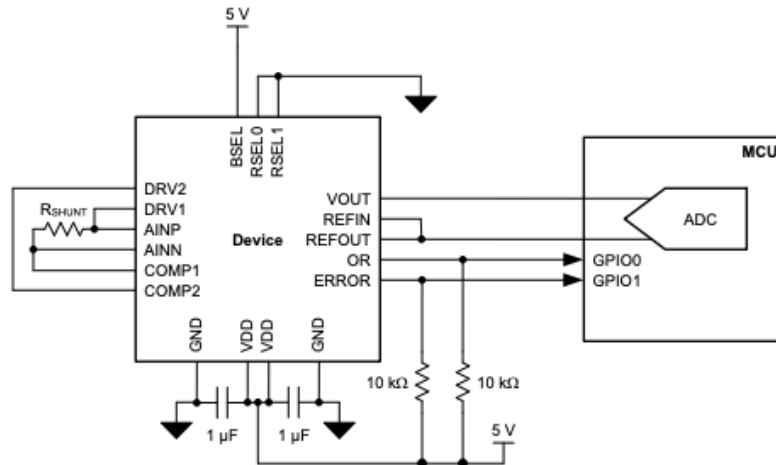 5 V
BSEL
RSEL0
RSEL1
MCU
DRV2
DRV1
AINP
AINN
COMP1
COMP2
RSHUNT
Device
VOUT
REFIN
REFOUT
OR
ERROR
ADC
GPIO0
GPIO1
GND
VDD
VDD
GND
1 µF
1 µF
10 kΩ
10 kΩ
5 V